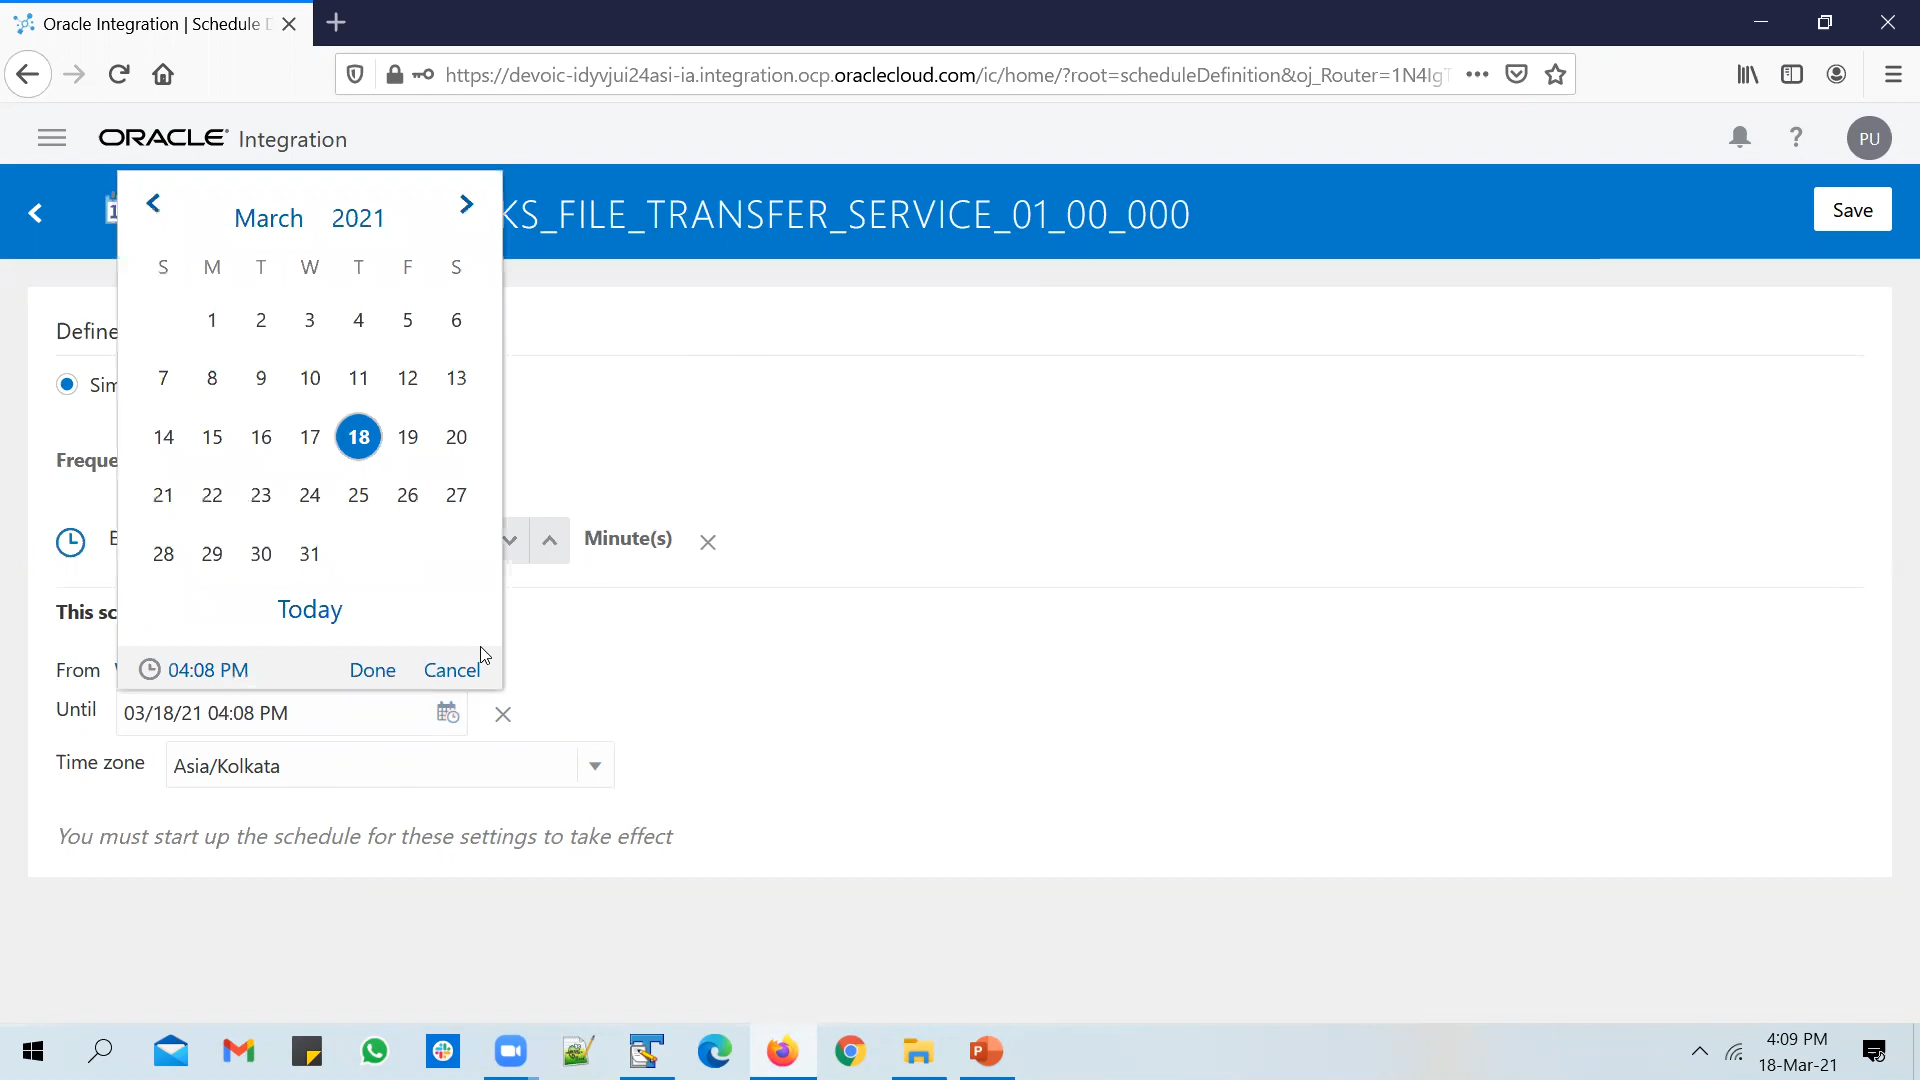 Oracle Integration | Schedule D
https://devoic-idyvjui24asi-ia.integration.ocp.oraclecloud.com/ic/home/?root=scheduleDefinition&oj_Router=1N4IgT
ORACLE Integration
PU
KS_FILE_TRANSFER_SERVICE_01_00_000
Save
March 2021
S M T W T F S
1 2 3 4 5 6
7 8 9 10 11 12 13
14 15 16 17 18 19 20
21 22 23 24 25 26 27
28 29 30 31
Today
04:08 PM Done Cancel
Define
Sim
Freque
E
Minute(s)
This sc
From
Until 03/18/21 04:08 PM
Time zone Asia/Kolkata
You must start up the schedule for these settings to take effect
4:09 PM
18-Mar-21